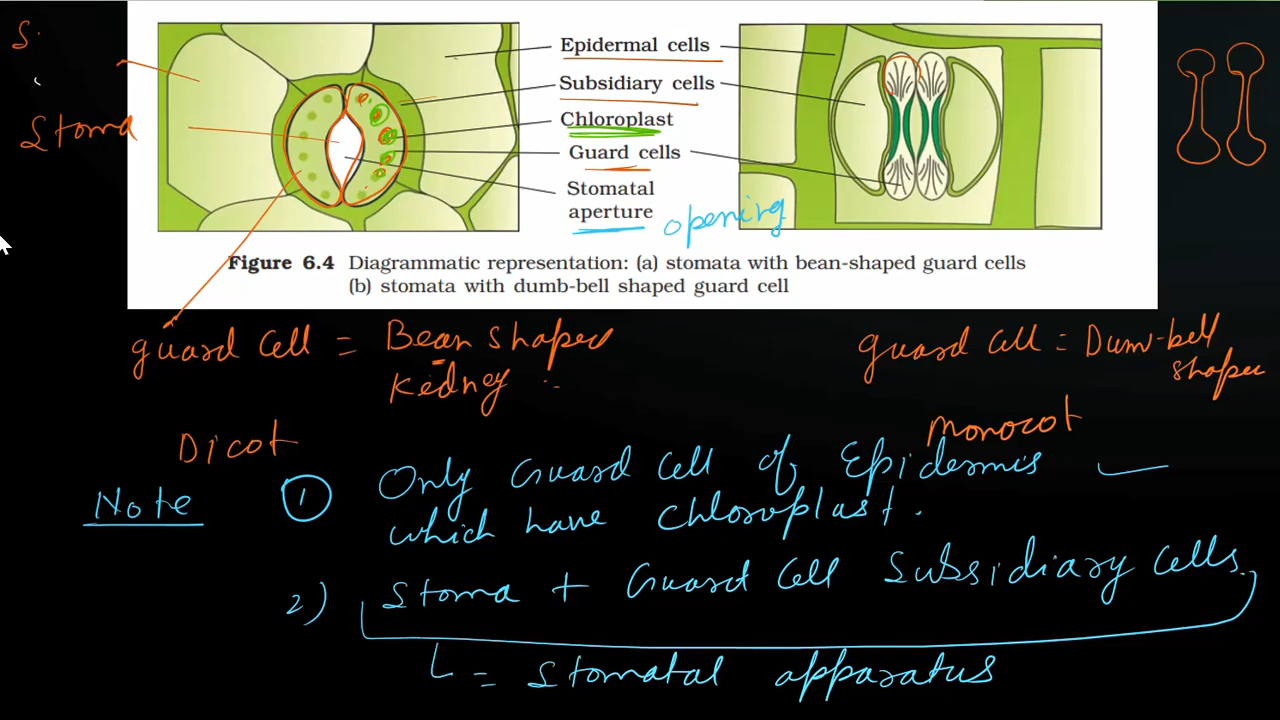 S.
Stoma
Epidermal cells
Subsidiary cells
Chloroplast
Guard cells
Stomatal
aperture
opening
Figure 6.4 Diagrammatic representation: (a) stomata with bean-shaped guard cells
(b) stomata with dumb-bell shaped guard cell
guard Cell = Bean shaped
Kedney
guard Cell = Dum-bell
shaped
Dicot
Monocot
Note
1 Only Guard Cell of Epidermis
which have Chloroplast.
2) Stoma + Guard Cell Subsidiary Cells.
= Stomatal apparatus